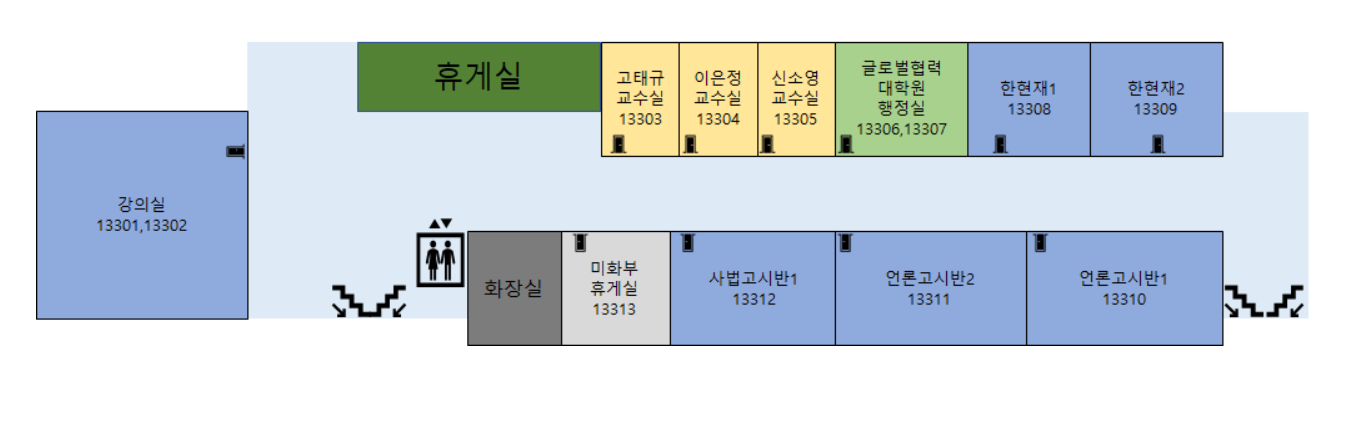 휴게실
고태규
교수실
13303
이은정
교수실
13304
신소영
교수실
13305
글로벌협력
대학원
행정실
13306,13307
한현재1
13308
한현재2
13309
강의실
13301,13302
화장실
미화부
휴게실
13313
사법고시반1
13312
언론고시반2
13311
언론고시반1
13310